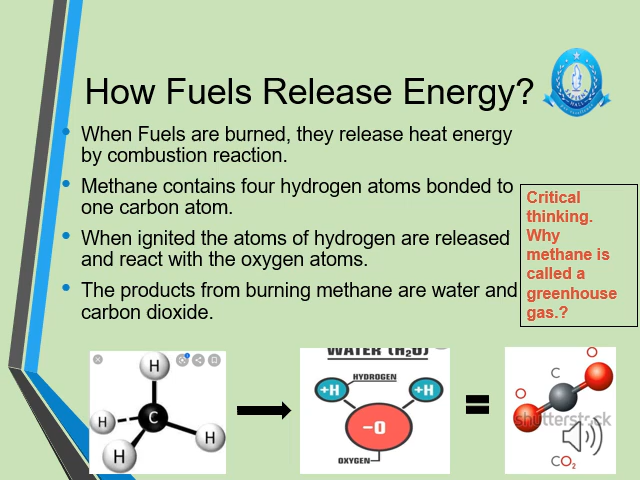 How Fuels Release Energy?
When Fuels are burned, they release heat energy
by combustion reaction.
Methane contains four hydrogen atoms bonded to
one carbon atom.
When ignited the atoms of hydrogen are released
and react with the oxygen atoms.
The products from burning methane are water and
carbon dioxide.
Critical
thinking.
Why
methane is
called a
greenhouse
gas.?
H
H
C
H
H
WATER (H₂O)
HYDROGEN
+H
+H
–O
OXYGEN
=
O
C
O
shutterstock
CO₂